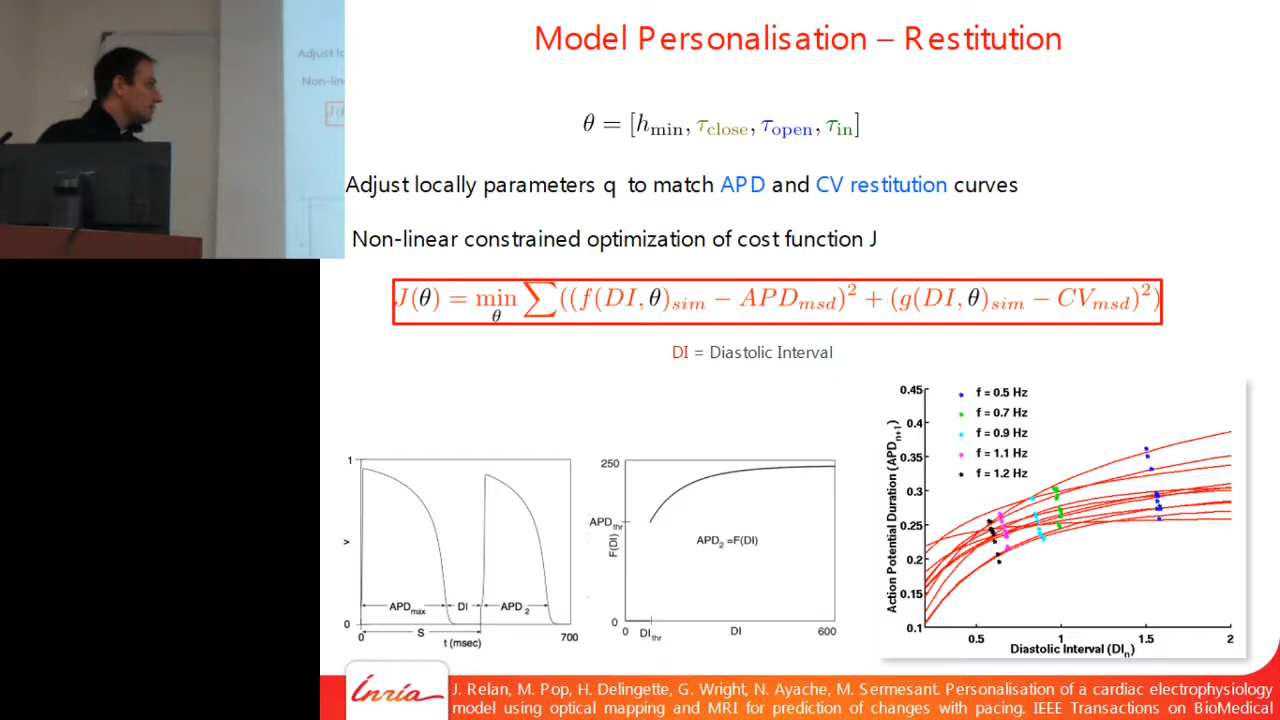 Model Personalisation – Restitution
θ = [h_min, τ_close, τ_open, τ_in]
Adjust locally parameters q to match APD and CV restitution curves
Non-linear constrained optimization of cost function J
J(θ) = min_θ ∑((f(DI, θ)_sim − APD_msd)² + (g(DI, θ)_sim − CV_msd)²)
DI = Diastolic Interval
1
v
0
APD_max
DI
APD_2
S
0
t (msec)
700
250
APD_thr
F(DI)
0
APD_2 =F(DI)
0
DI_thr
DI
600
f = 0.5 Hz
f = 0.7 Hz
f = 0.9 Hz
f = 1.1 Hz
f = 1.2 Hz
Action Potential Duration (APD_n+1)
0.45
0.4
0.35
0.3
0.25
0.2
0.15
0.1
0.5
1
1.5
2
Diastolic Interval (DI_n)
Inria
J. Relan, M. Pop, H. Delingette, G. Wright, N. Ayache, M. Sermesant. Personalisation of a cardiac electrophysiology
model using optical mapping and MRI for prediction of changes with pacing. IEEE Transactions on BioMedical
Adjust lo
Non-line